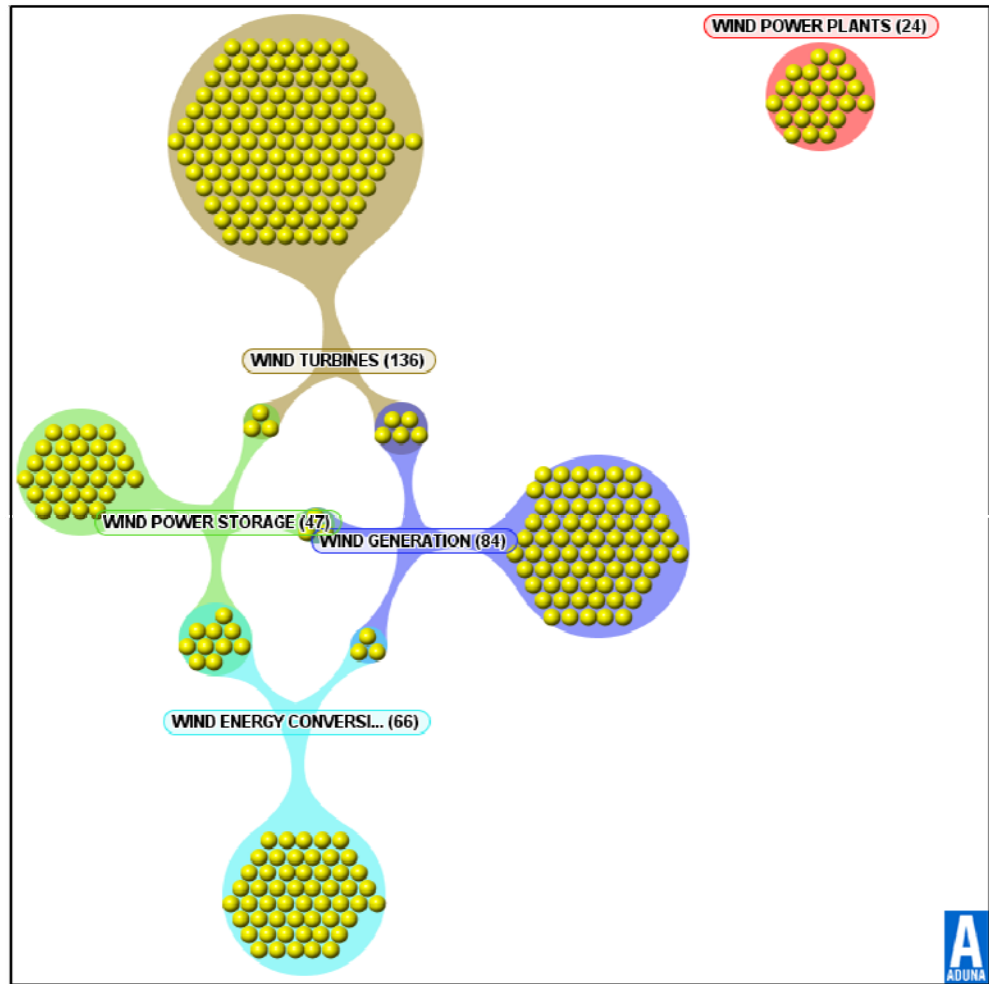 WIND POWER PLANTS (24)
WIND TURBINES (136)
WIND POWER STORAGE (47)
WIND GENERATION (84)
WIND ENERGY CONVERSI... (66)
A
ADUNA